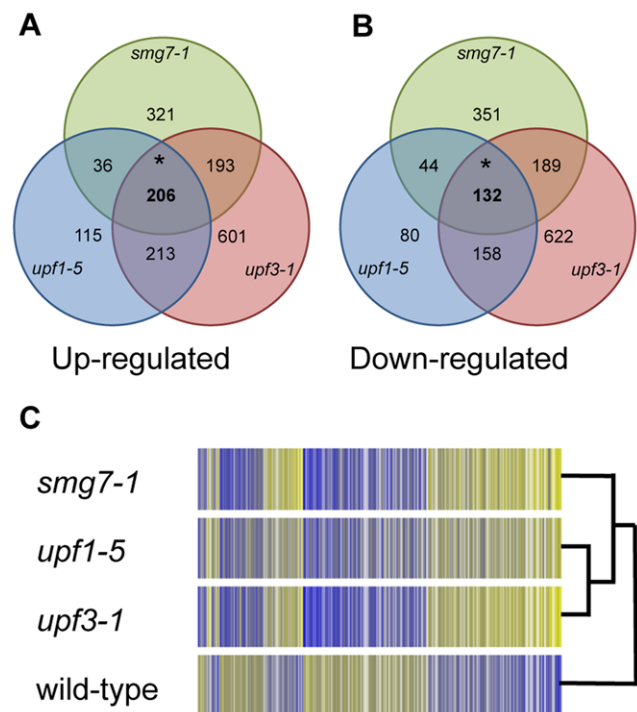 A
B
smg7-1
smg7-1
321
351
36
*
193
44
*
189
206
132
115
213
601
80
158
622
upf1-5
upf3-1
upf1-5
upf3-1
Up-regulated
Down-regulated
C
smg7-1
upf1-5
upf3-1
wild-type